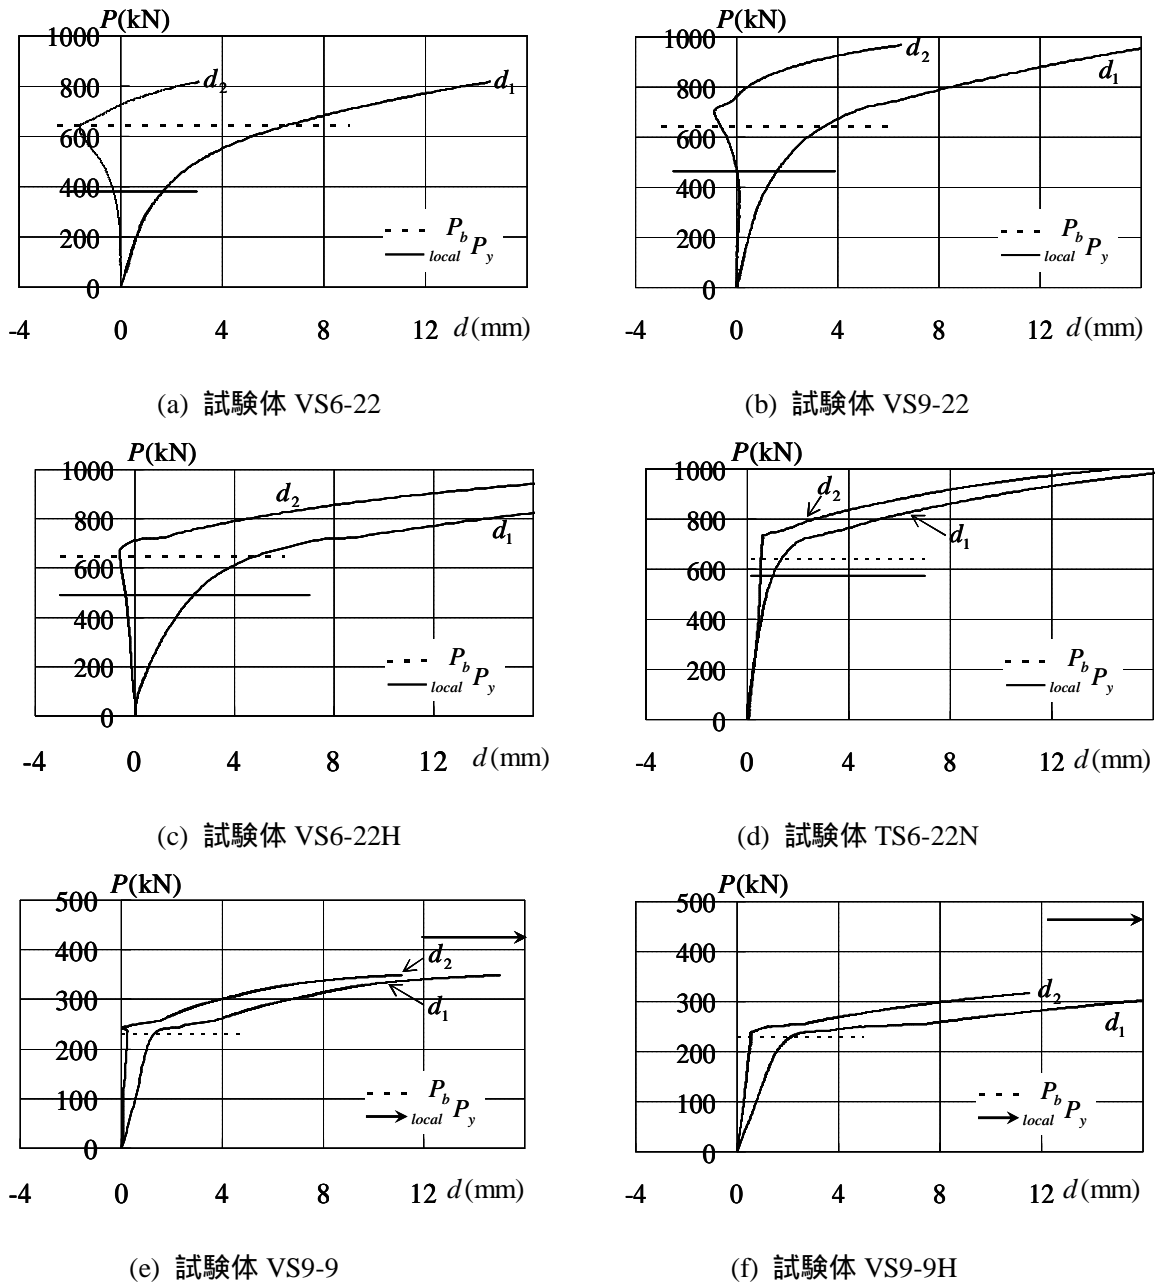 P(kN)
1000
800
600
400
200
0
d2
d1
Pb
local Py
-4 0 4 8 12 d(mm)
(a) 試験体 VS6-22
P(kN)
1000
800
600
400
200
0
d2
d1
Pb
local Py
-4 0 4 8 12 d(mm)
(b) 試験体 VS9-22
P(kN)
1000
800
600
400
200
0
d2
d1
Pb
local Py
-4 0 4 8 12 d(mm)
(c) 試験体 VS6-22H
P(kN)
1000
800
600
400
200
0
d2
d1
Pb
local Py
-4 0 4 8 12 d(mm)
(d) 試験体 TS6-22N
P(kN)
500
400
300
200
100
0
d2
d1
Pb
local Py
-4 0 4 8 12 d(mm)
(e) 試験体 VS9-9
P(kN)
500
400
300
200
100
0
d2
d1
Pb
local Py
-4 0 4 8 12 d(mm)
(f) 試験体 VS9-9H